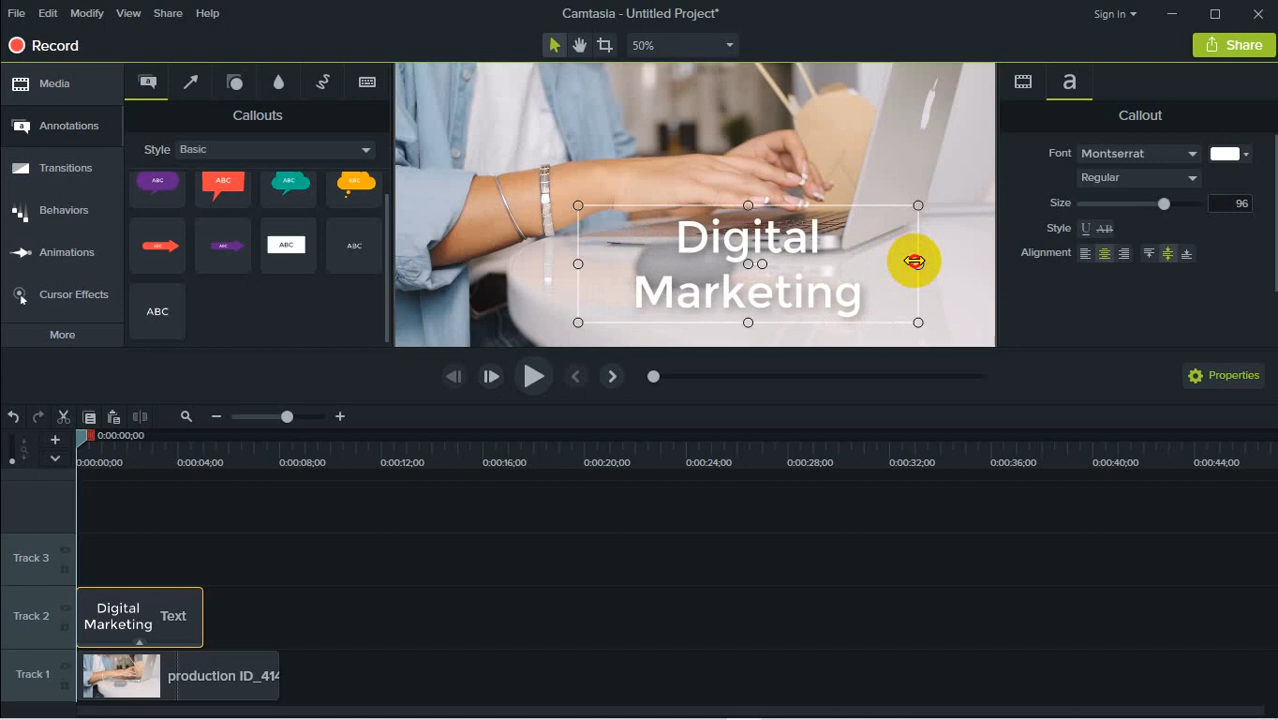 File Edit Modify View Share Help
Camtasia - Untitled Project*
Sign In
Record
50%
Share
Media
Annotations
Transitions
Behaviors
Animations
Cursor Effects
More
Callouts
Style Basic
ABC ABC ABC ABC
ABC ABC
ABC
Digital
Marketing
a
Callout
Font Montserrat
Regular
Size 96
Style U AB
Alignment
Properties
0:00:00;00
0:00:00;00 0:00:04;00 0:00:08;00 0:00:12;00 0:00:16;00 0:00:20;00 0:00:24;00 0:00:28;00 0:00:32;00 0:00:36;00 0:00:40;00 0:00:44;00
Track 3
Track 2
Digital
Marketing
Text
Track 1
production ID_414